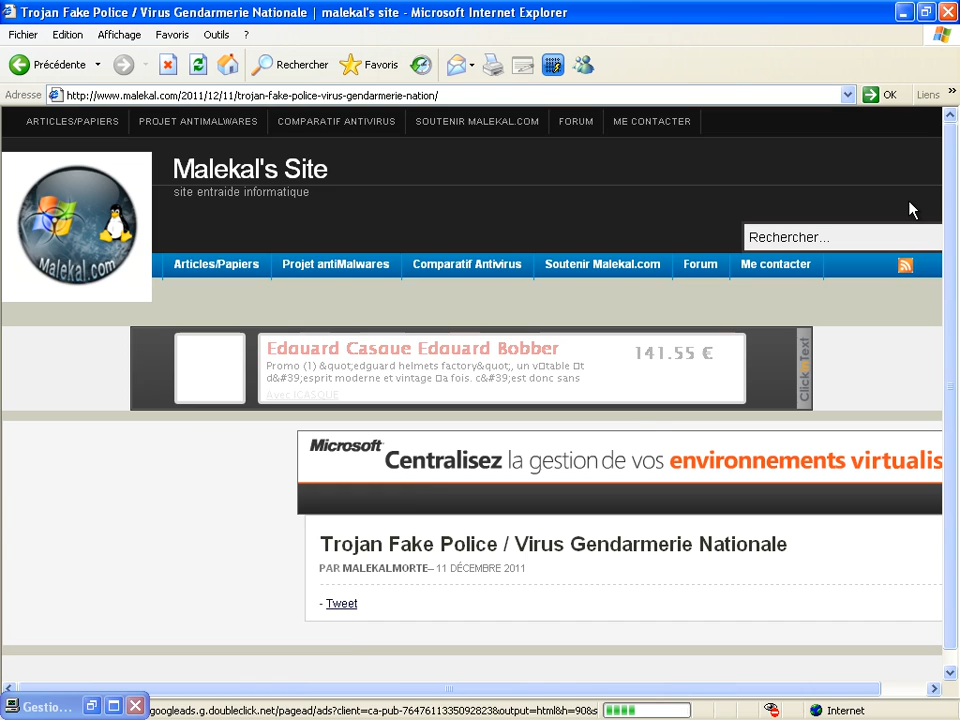 Trojan Fake Police / Virus Gendarmerie Nationale | malekal's site - Microsoft Internet Explorer
Fichier Edition Affichage Favoris Outils ?
Précédente Rechercher Favoris
Adresse http://www.malekal.com/2011/12/11/trojan-fake-police-virus-gendarmerie-nation/ OK Liens »
ARTICLES/PAPIERS PROJET ANTIMALWARES COMPARATIF ANTIVIRUS SOUTENIR MALEKAL.COM FORUM ME CONTACTER
Malekal's Site
site entraide informatique
Malekal.com
Rechercher...
Articles/Papiers Projet antiMalwares Comparatif Antivirus Soutenir Malekal.com Forum Me contacter
Edouard Casque Edouard Bobber 141.55 €
Promo (1) &quot;edguard helmets factory&quot;, un v□table □t
d&#39;esprit moderne et vintage □a fois. c&#39;est donc sans
Avec ICASQUE
Click in Text
Microsoft
Centralisez la gestion de vos environnements virtualis
Trojan Fake Police / Virus Gendarmerie Nationale
PAR MALEKALMORTE– 11 DÉCEMBRE 2011
- Tweet
Gestio...
googleads.g.doubleclick.net/pagead/ads?client=ca-pub-7647611335092823&output=html&h=90&s Internet